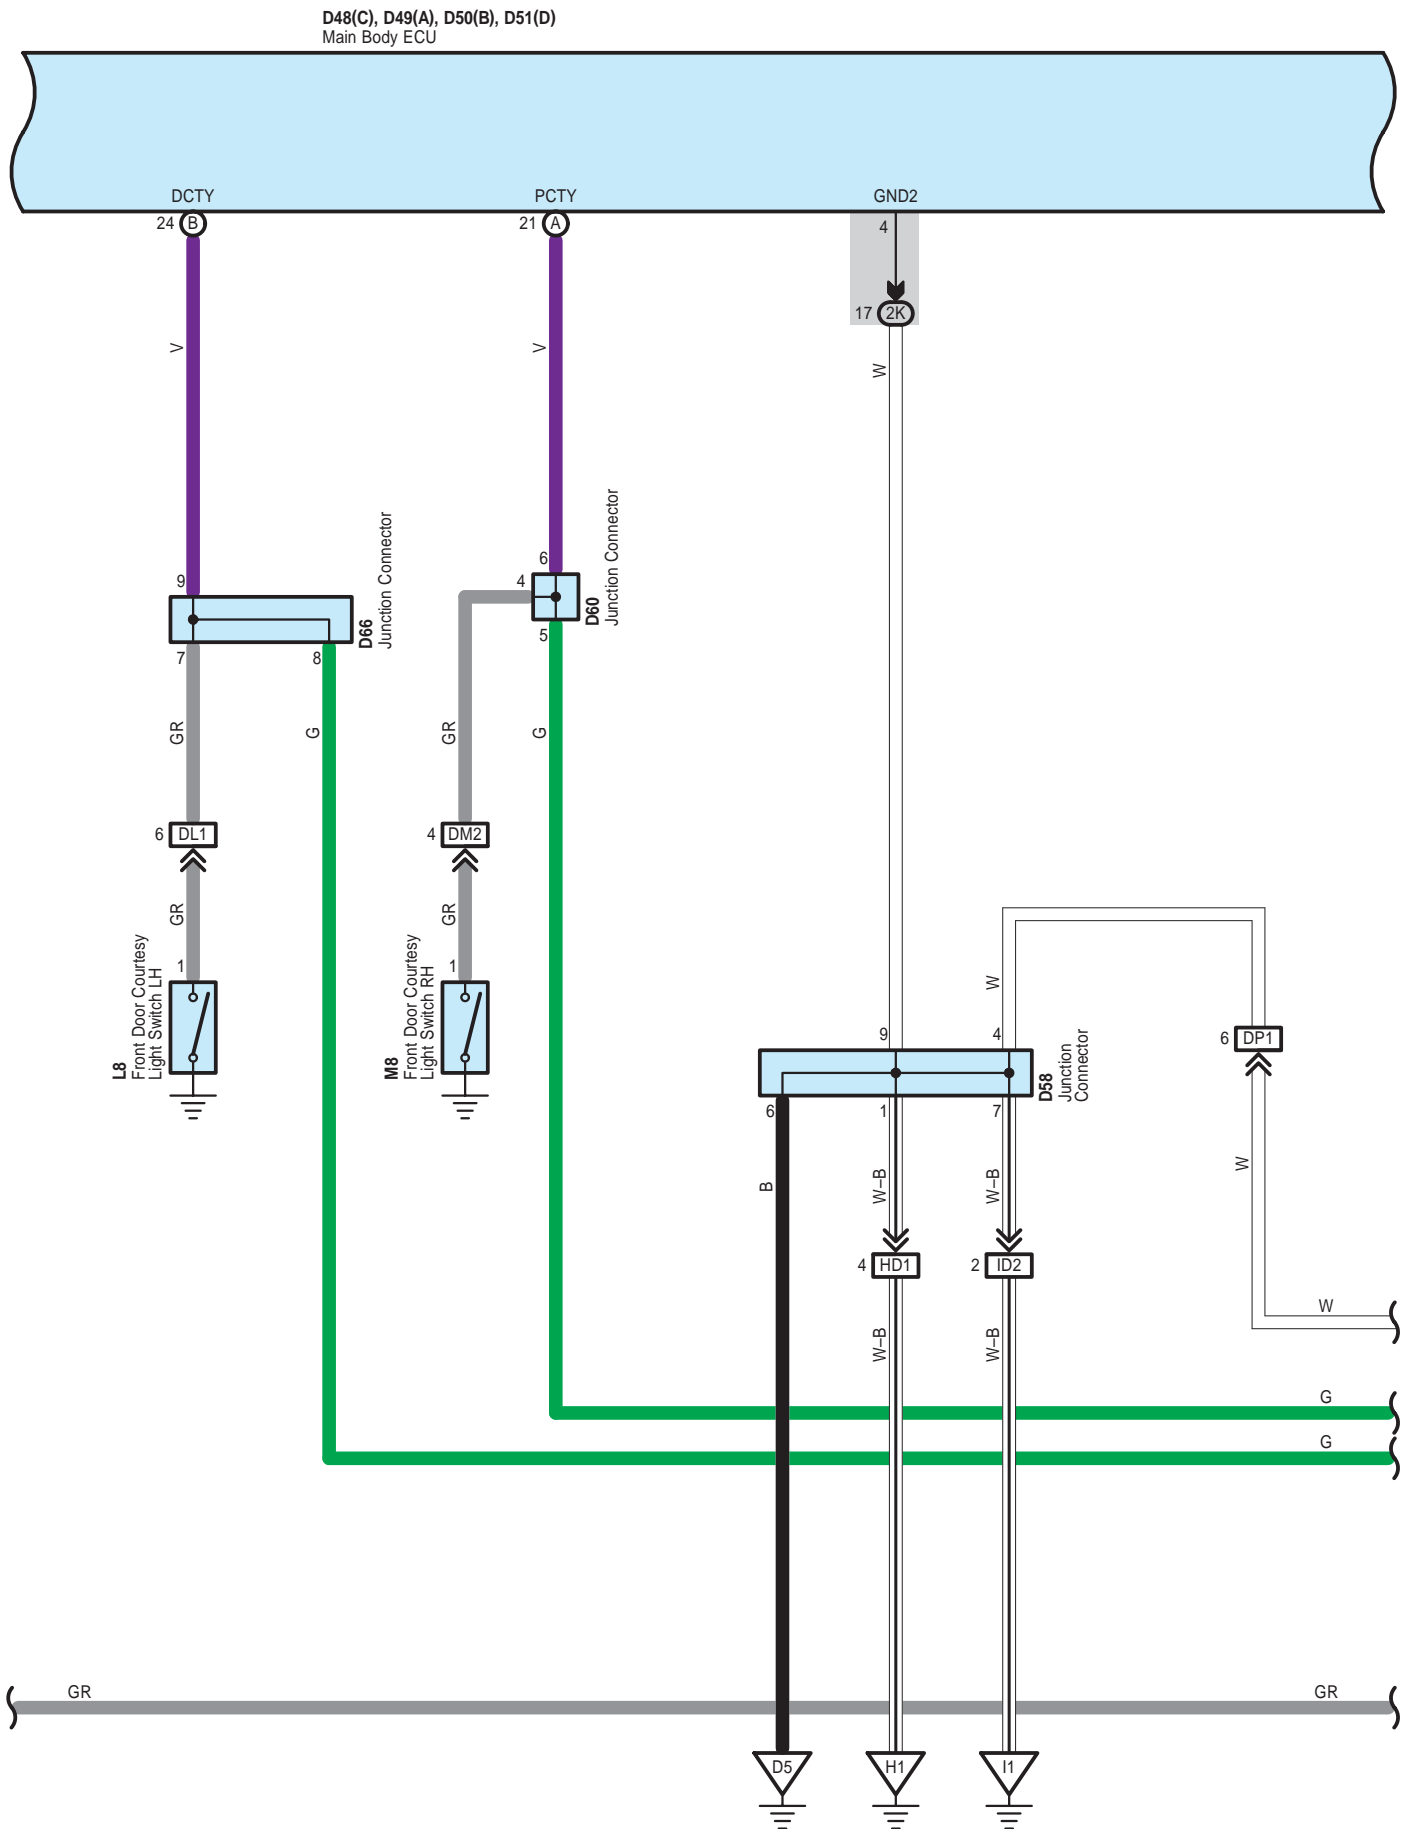 D48(C), D49(A), D50(B), D51(D)
Main Body ECU
DCTY
PCTY
GND2
24 B
21 A
4
17 2K
V
V
W
9
D66
Junction Connector
7
8
6
4
5
D60
Junction Connector
GR
G
GR
G
6 DL1
4 DM2
GR
GR
1
1
L8
Front Door Courtesy
Light Switch LH
M8
Front Door Courtesy
Light Switch RH
W
9
4
6 DP1
D58
Junction
Connector
6
1
7
B
W–B
W–B
W
4 HD1
2 ID2
W
W–B
W–B
G
G
GR
GR
D5
H1
I1